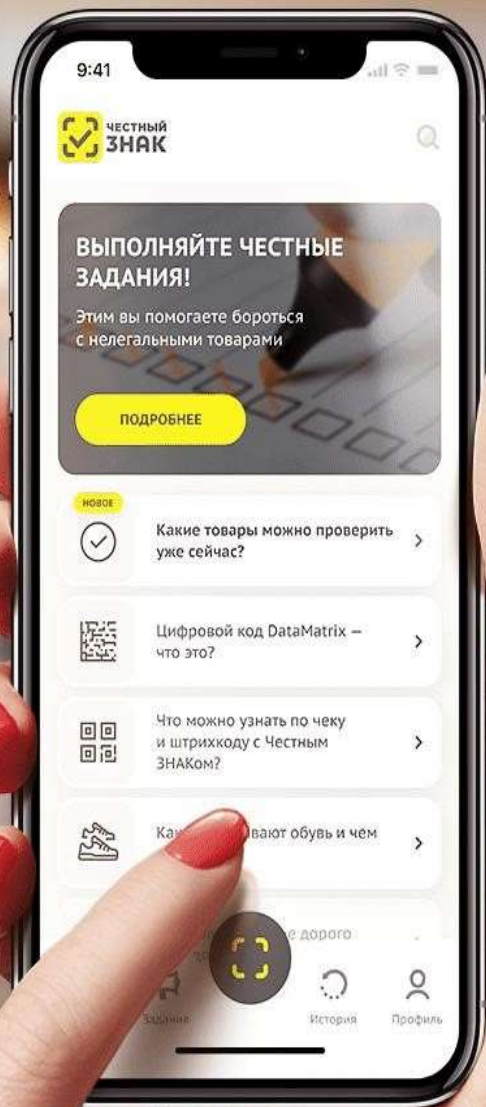 9:41
ЧЕСТНЫЙ
ЗНАК
ВЫПОЛНЯЙТЕ ЧЕСТНЫЕ
ЗАДАНИЯ!
Этим вы помогаете бороться
с нелегальными товарами
ПОДРОБНЕЕ
НОВОЕ
Какие товары можно проверить
уже сейчас?
Цифровой код DataMatrix —
что это?
Что можно узнать по чеку
и штрихкоду с Честным
ЗНАКом?
обувь и чем
дорого
Задания
История
Профиль